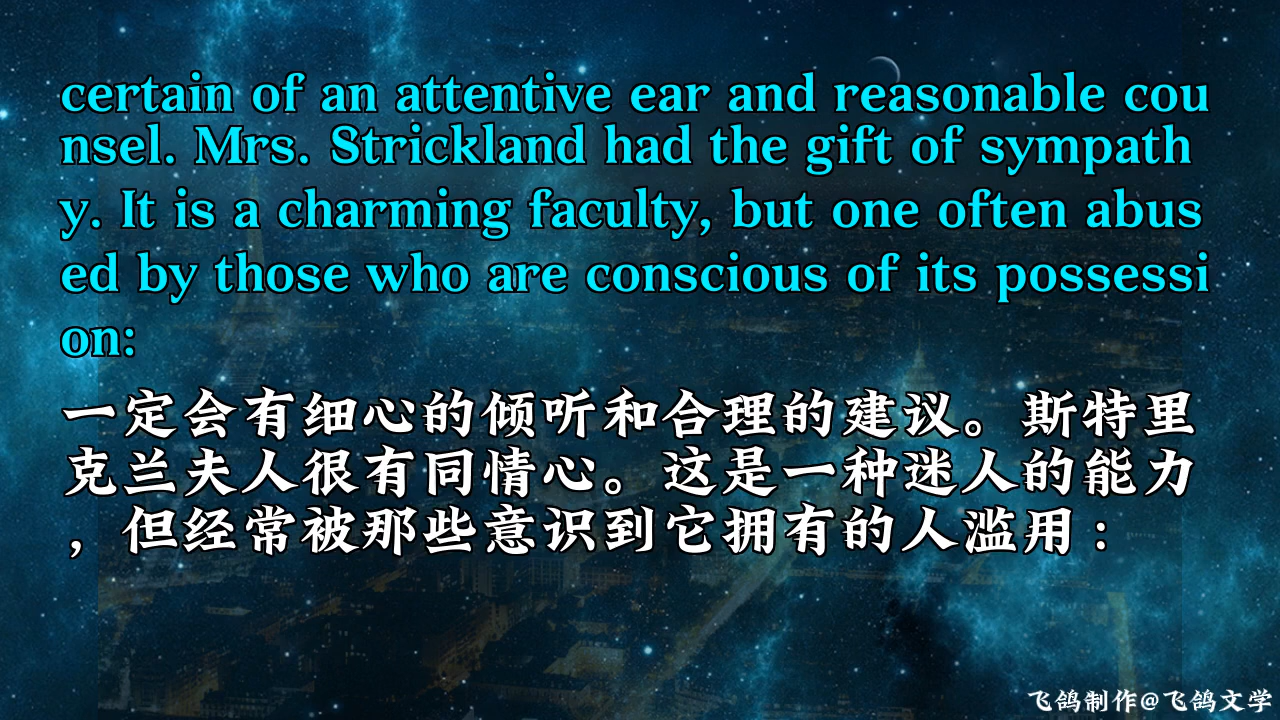 certain of an attentive ear and reasonable cou
nsel. Mrs. Strickland had the gift of sympath
y. It is a charming faculty, but one often abus
ed by those who are conscious of its possessi
on:
一定会有细心的倾听和合理的建议。斯特里
克兰夫人很有同情心。这是一种迷人的能力
，但经常被那些意识到它拥有的人滥用：
飞鸽制作@飞鸽文学